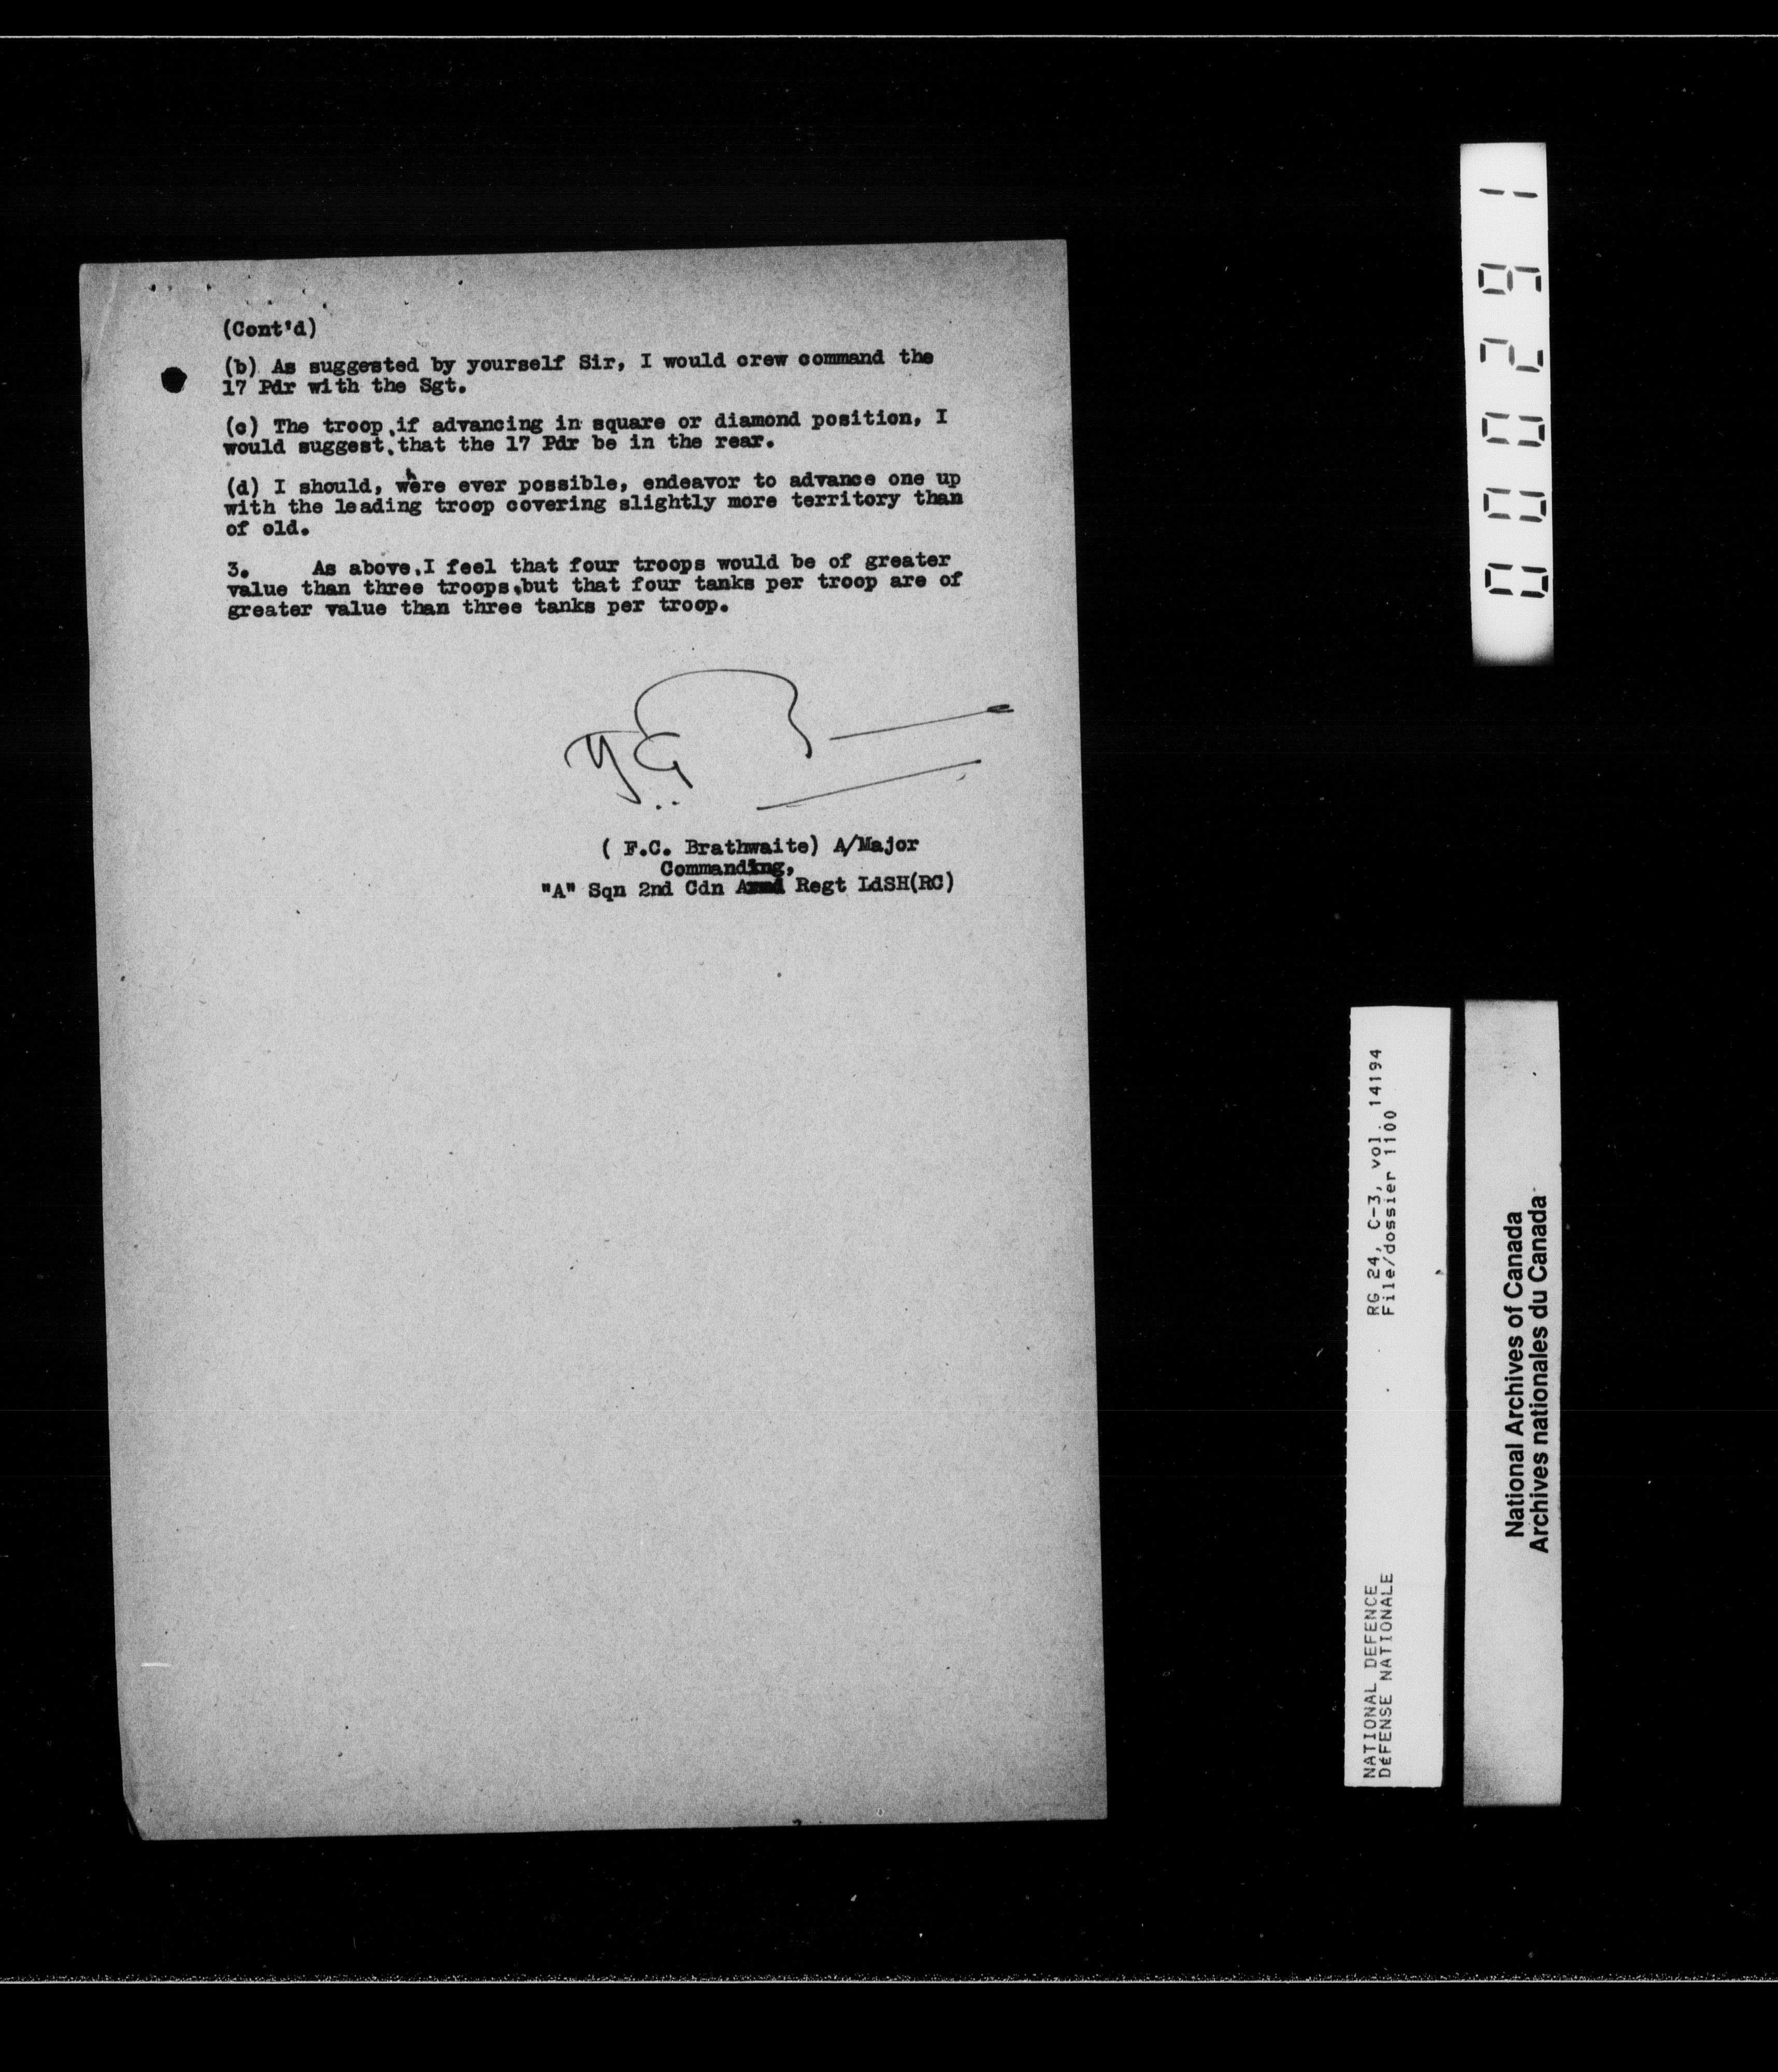 (Cont'd)
(b) As suggested by yourself Sir, I would crew command the
17 Pdr with the Sgt.
(c) The troop, if advancing in square or diamond position, I
would suggest, that the 17 Pdr be in the rear.
(d) I should, where ever possible, endeavor to advance one up
with the leading troop covering slightly more territory than
of old.
3. As above, I feel that four troops would be of greater
value than three troops, but that four tanks per troop are of
greater value than three tanks per troop.
( F.C. Brathwaite) A/Major
Commanding,
"A" Sqn 2nd Cdn Armd Regt LdSH(RC)
000291
RG 24, C-3, vol. 14194
File/dossier 1100
NATIONAL DEFENCE
DÉFENSE NATIONALE
National Archives of Canada
Archives nationales du Canada